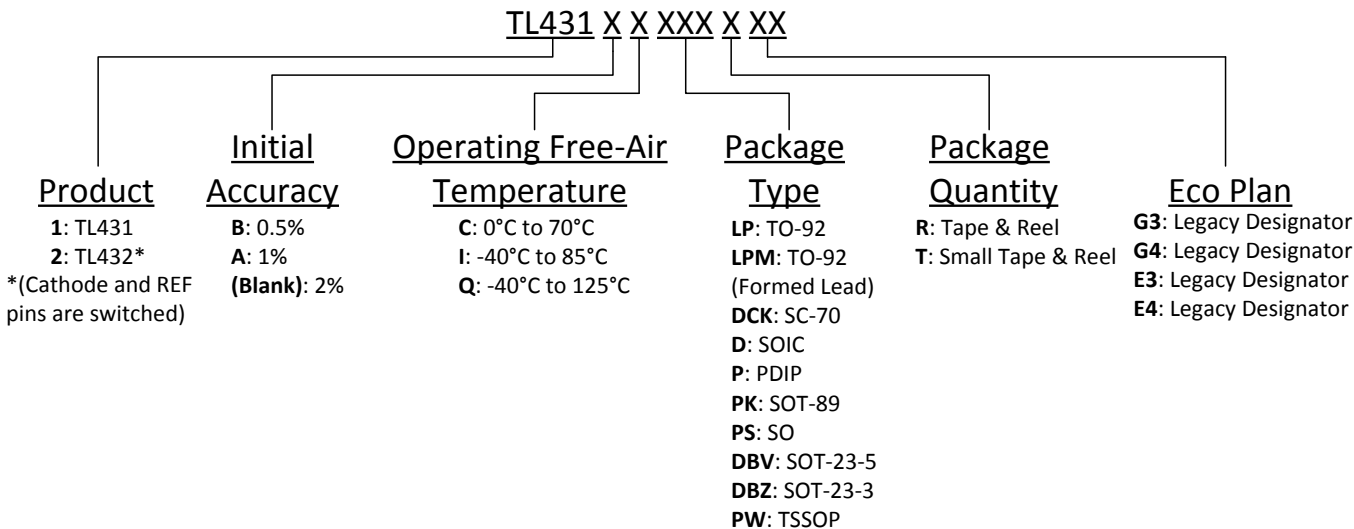 TL431 X X XXX X XX
Product
1: TL431
2: TL432*
*(Cathode and REF
pins are switched)
Initial
Accuracy
B: 0.5%
A: 1%
(Blank): 2%
Operating Free-Air
Temperature
C: 0°C to 70°C
I: -40°C to 85°C
Q: -40°C to 125°C
Package
Type
LP: TO-92
LPM: TO-92
(Formed Lead)
DCK: SC-70
D: SOIC
P: PDIP
PK: SOT-89
PS: SO
DBV: SOT-23-5
DBZ: SOT-23-3
PW: TSSOP
Package
Quantity
R: Tape & Reel
T: Small Tape & Reel
Eco Plan
G3: Legacy Designator
G4: Legacy Designator
E3: Legacy Designator
E4: Legacy Designator